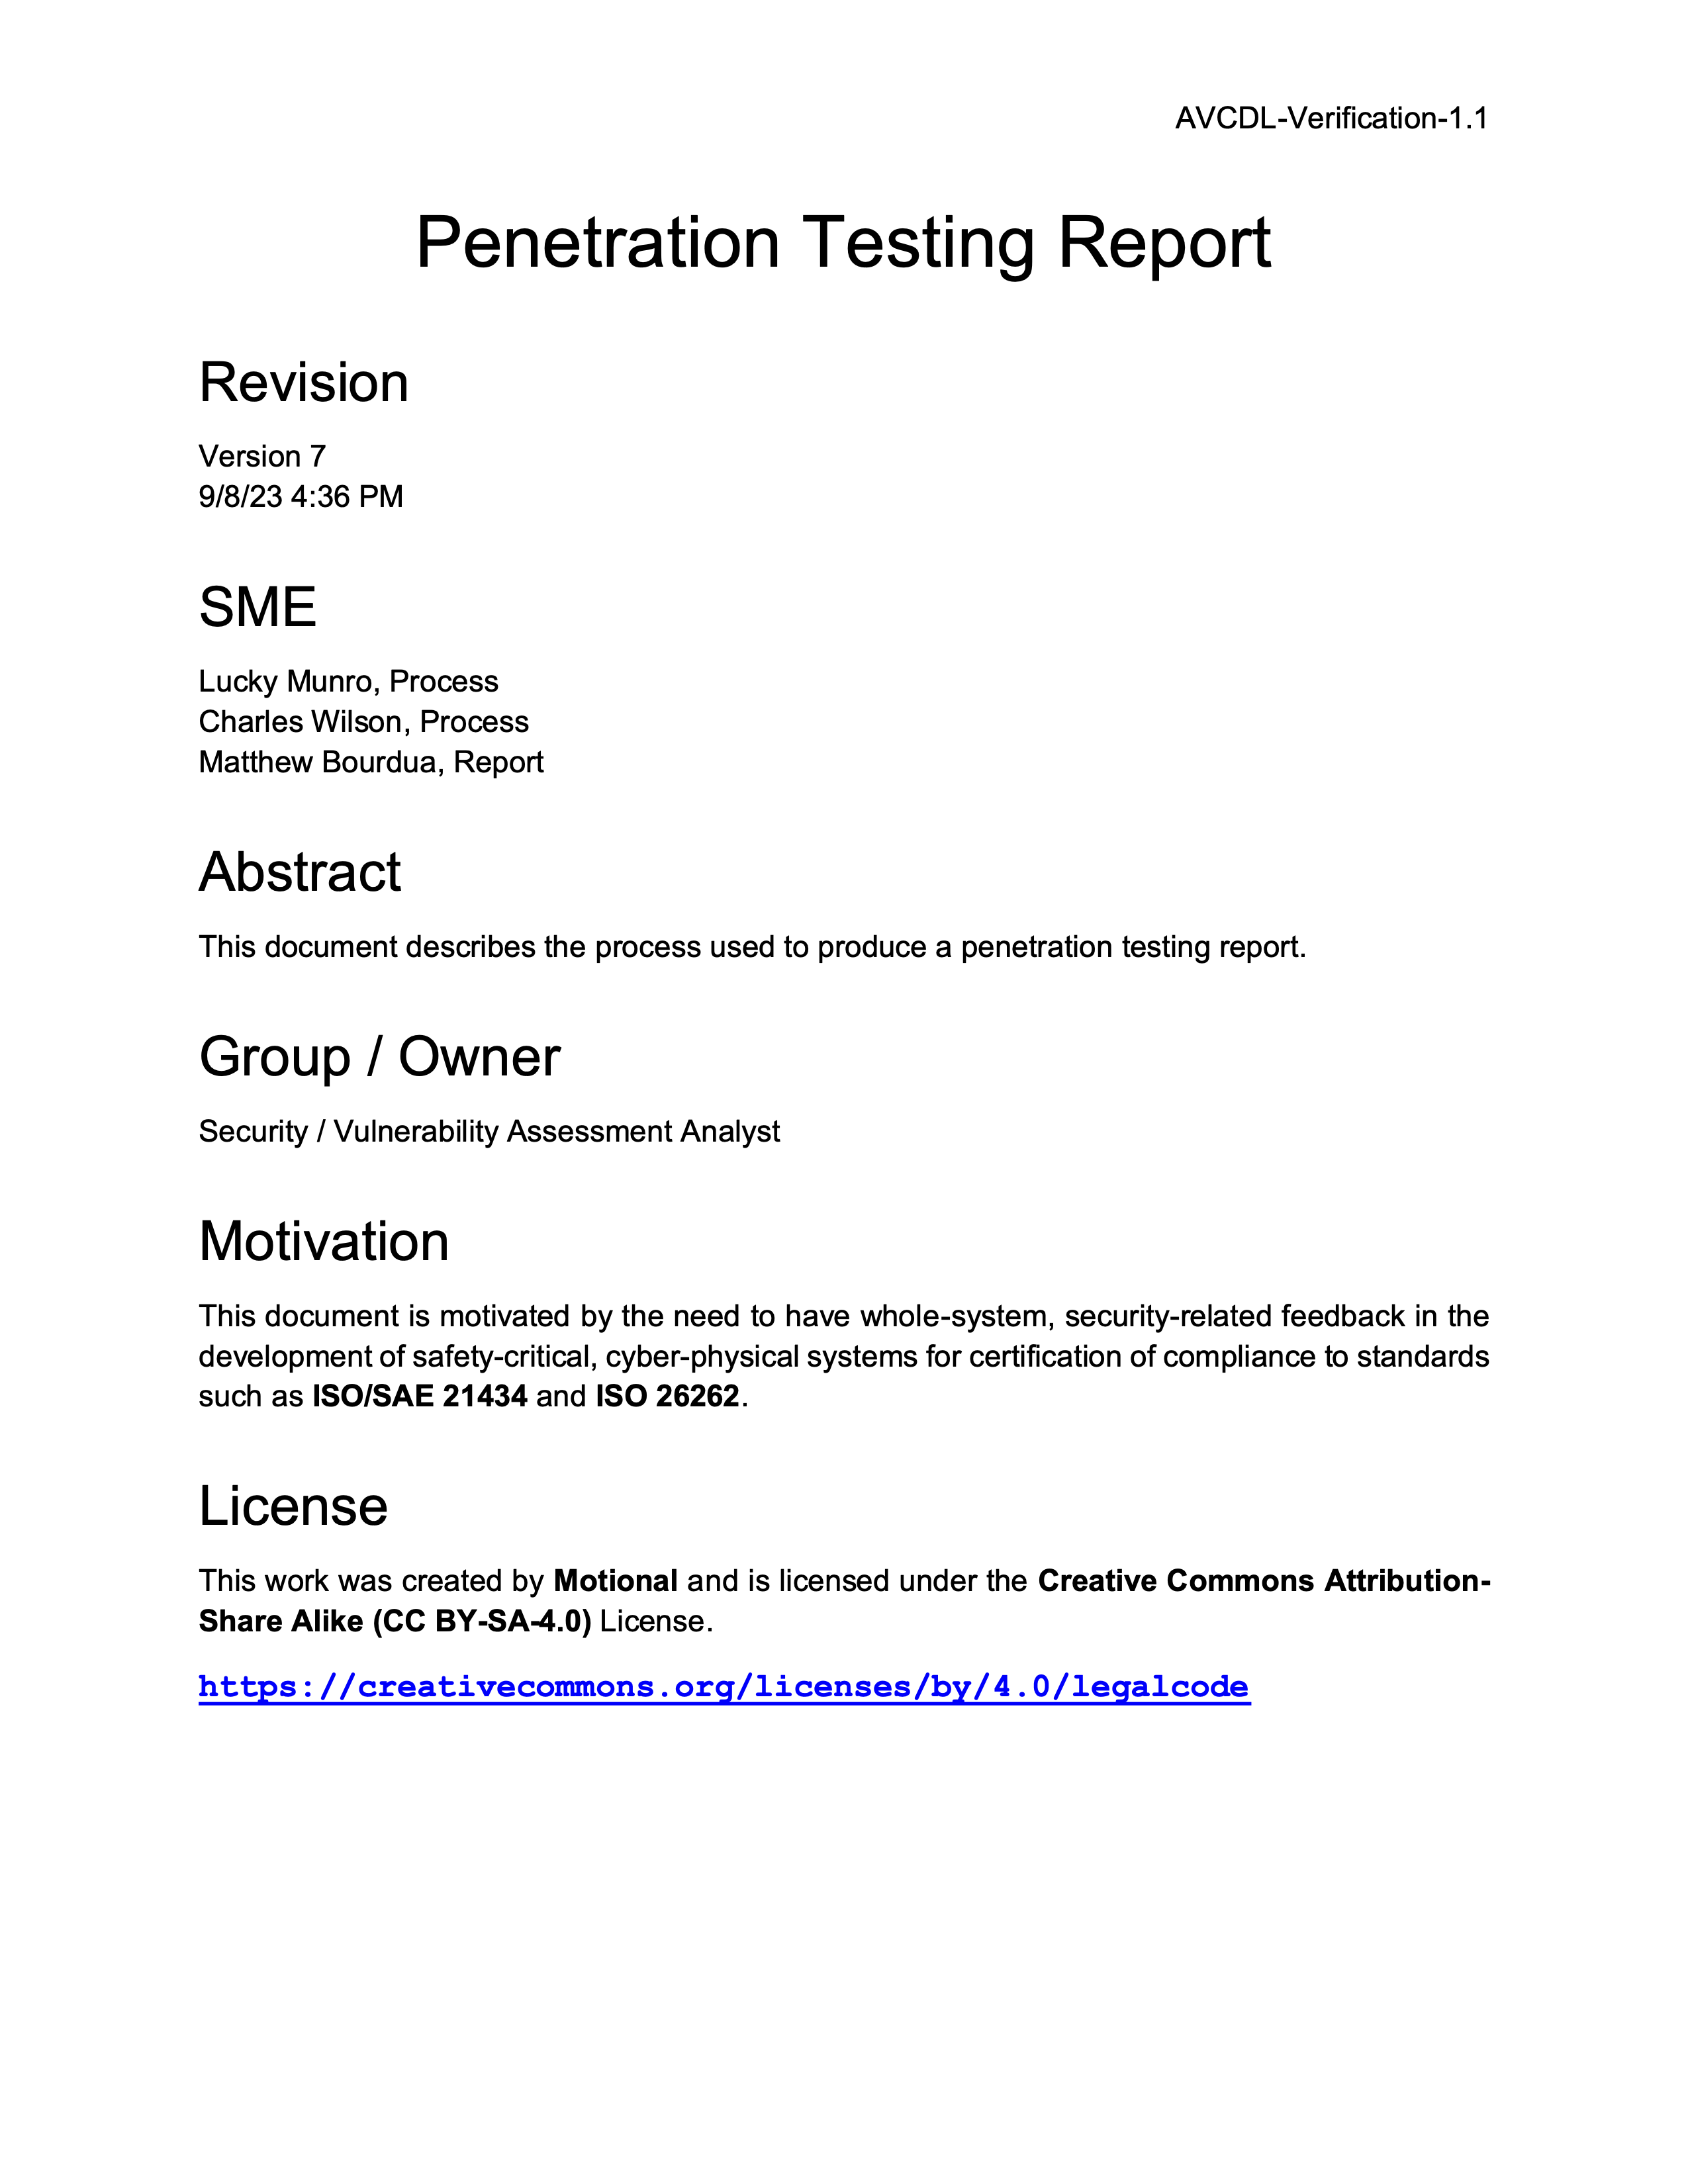 AVCDL-Verification-1.1
Penetration Testing Report
Revision
Version 7
9/8/23 4:36 PM
SME
Lucky Munro, Process
Charles Wilson, Process
Matthew Bourdua, Report
Abstract
This document describes the process used to produce a penetration testing report.
Group / Owner
Security / Vulnerability Assessment Analyst
Motivation
This document is motivated by the need to have whole-system, security-related feedback in the
development of safety-critical, cyber-physical systems for certification of compliance to standards
such as ISO/SAE 21434 and ISO 26262.
License
This work was created by Motional and is licensed under the Creative Commons Attribution-
Share Alike (CC BY-SA-4.0) License.
https://creativecommons.org/licenses/by/4.0/legalcode